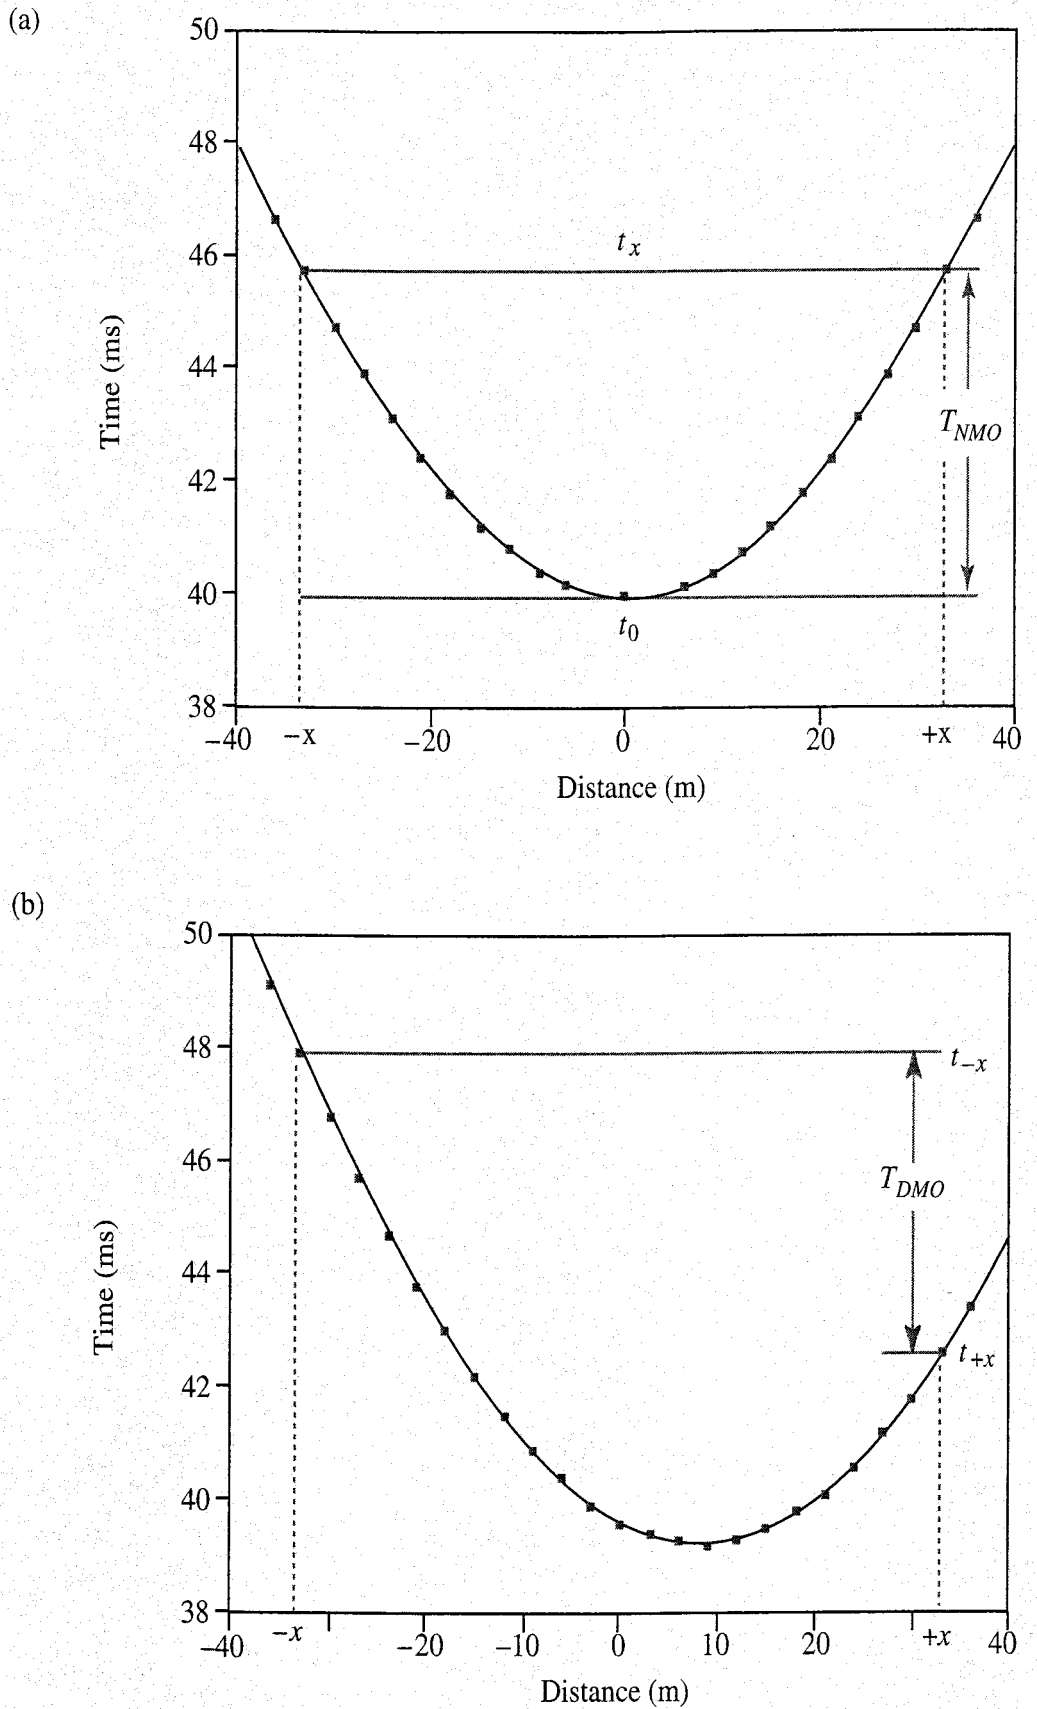 (a)
50
48
46
44
42
40
38
Time (ms)
t_x
T_NMO
t_0
−40 −x −20 0 20 +x 40
Distance (m)
(b)
50
48
46
44
42
40
38
Time (ms)
t_−x
T_DMO
t_+x
−40 −x −20 −10 0 10 20 +x 40
Distance (m)